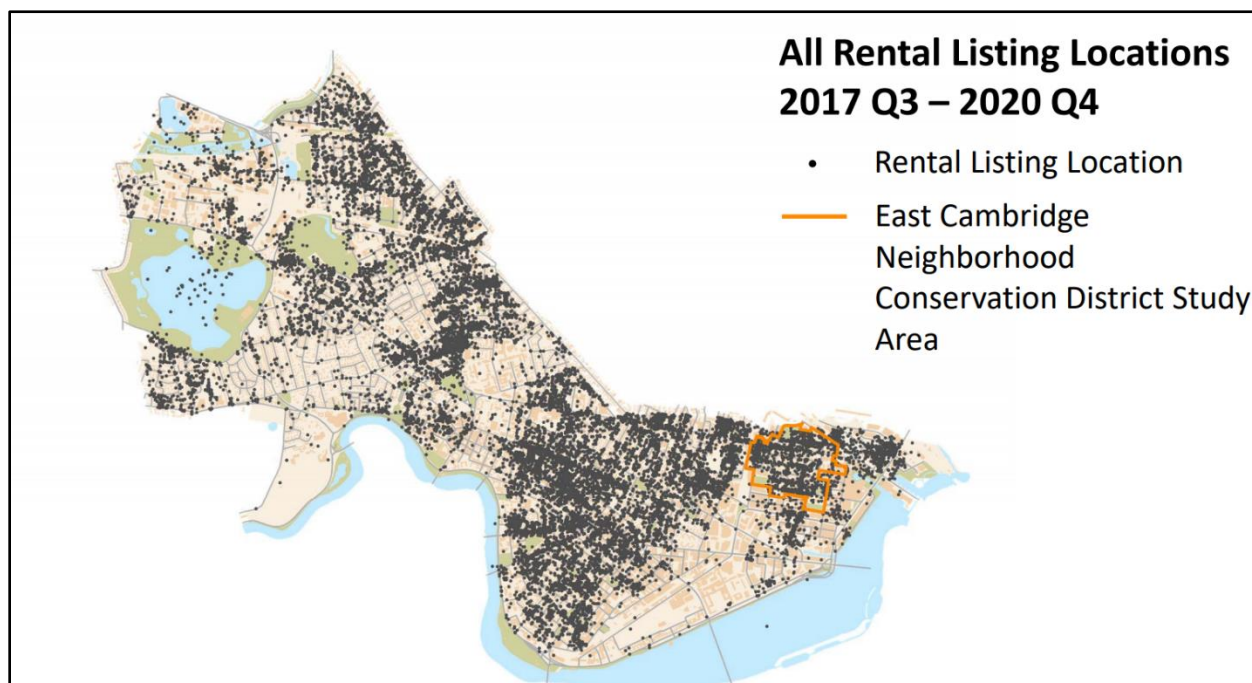 All Rental Listing Locations
2017 Q3 – 2020 Q4
Rental Listing Location
East Cambridge
Neighborhood
Conservation District Study
Area